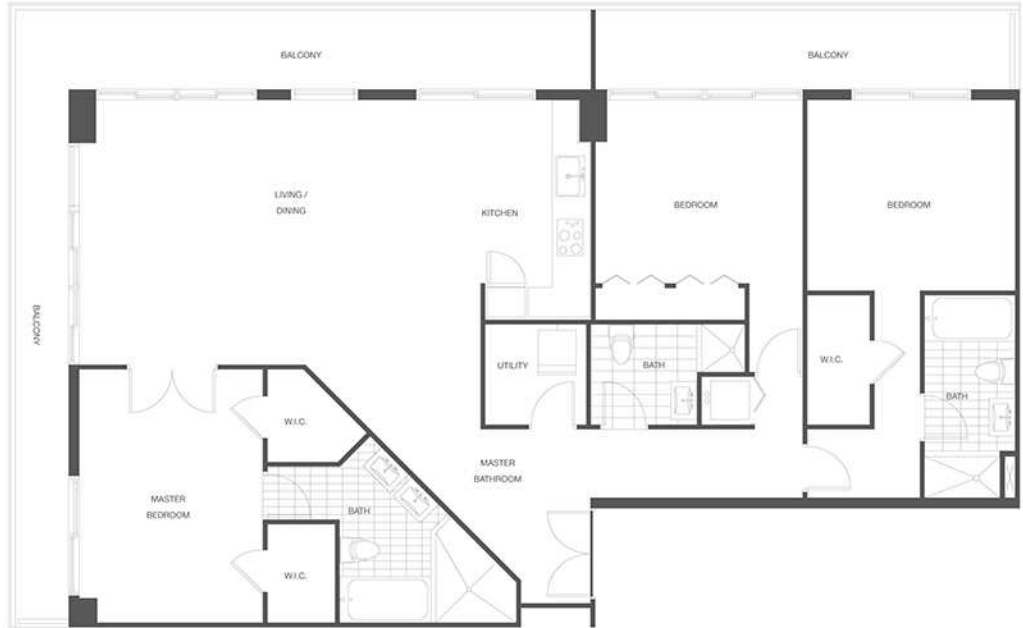 BALCONY
BALCONY
LIVING /
DINING
KITCHEN
BEDROOM
BEDROOM
BALCONY
UTILITY
BATH
W.I.C.
BATH
W.I.C.
MASTER
BATHROOM
MASTER
BEDROOM
BATH
W.I.C.